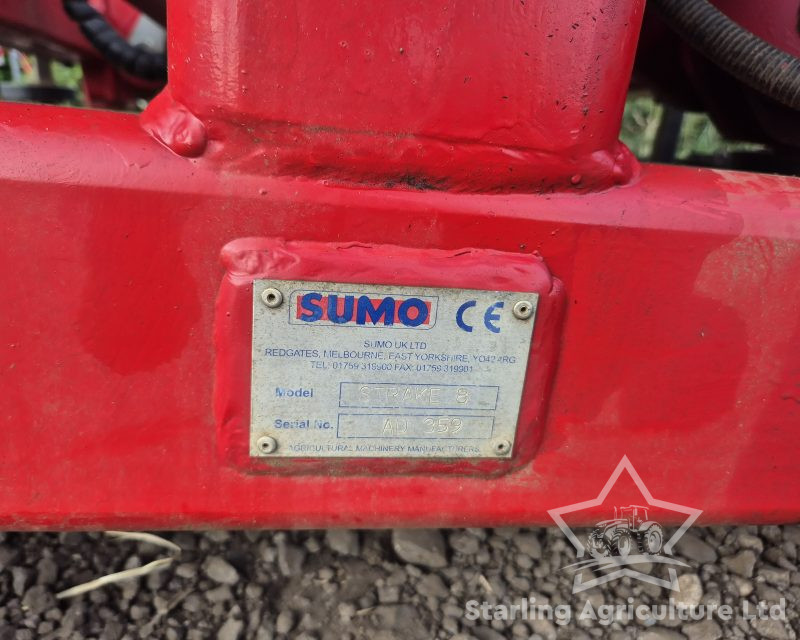 SUMO CE
SUMO UK LTD
REDGATES, MELBOURNE, EAST YORKSHIRE, YO42 4RG
TEL: 01759 319900 FAX: 01759 319901
Model STRAKE 8
Serial No. AD 359
AGRICULTURAL MACHINERY MANUFACTURERS
Starling Agriculture Ltd